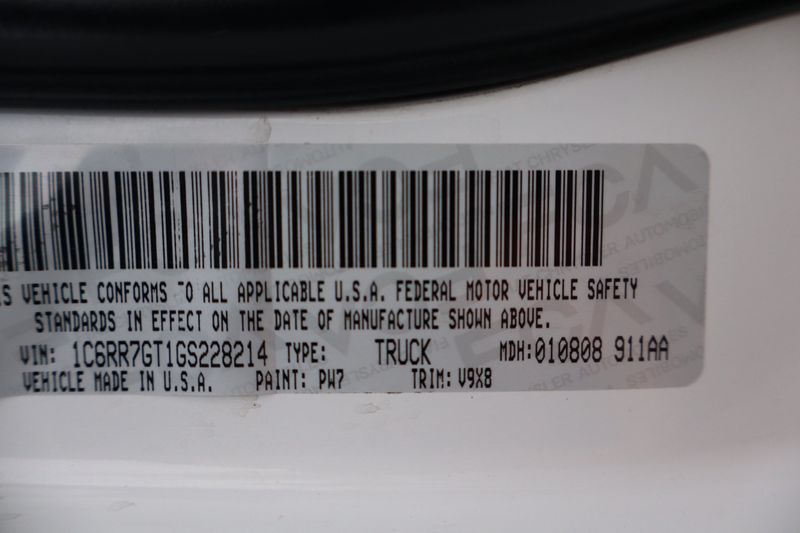 VEHICLE CONFORMS TO ALL APPLICABLE U.S.A. FEDERAL MOTOR VEHICLE SAFETY
STANDARDS IN EFFECT ON THE DATE OF MANUFACTURE SHOWN ABOVE.
VIN: 1C6RR7GT1GS228214 TYPE: TRUCK MDH:010808 911AA
VEHICLE MADE IN U.S.A. PAINT: PW7 TRIM: V9X8